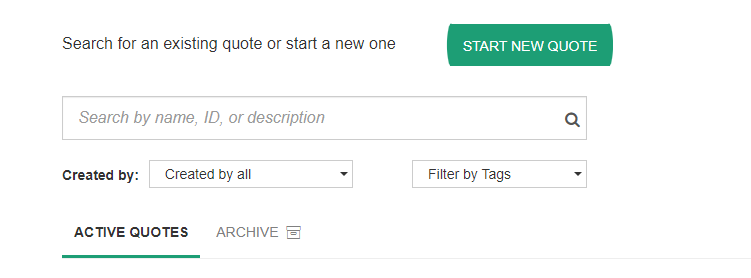 Search for an existing quote or start a new one
START NEW QUOTE
Search by name, ID, or description
Created by: Created by all Filter by Tags
ACTIVE QUOTES ARCHIVE